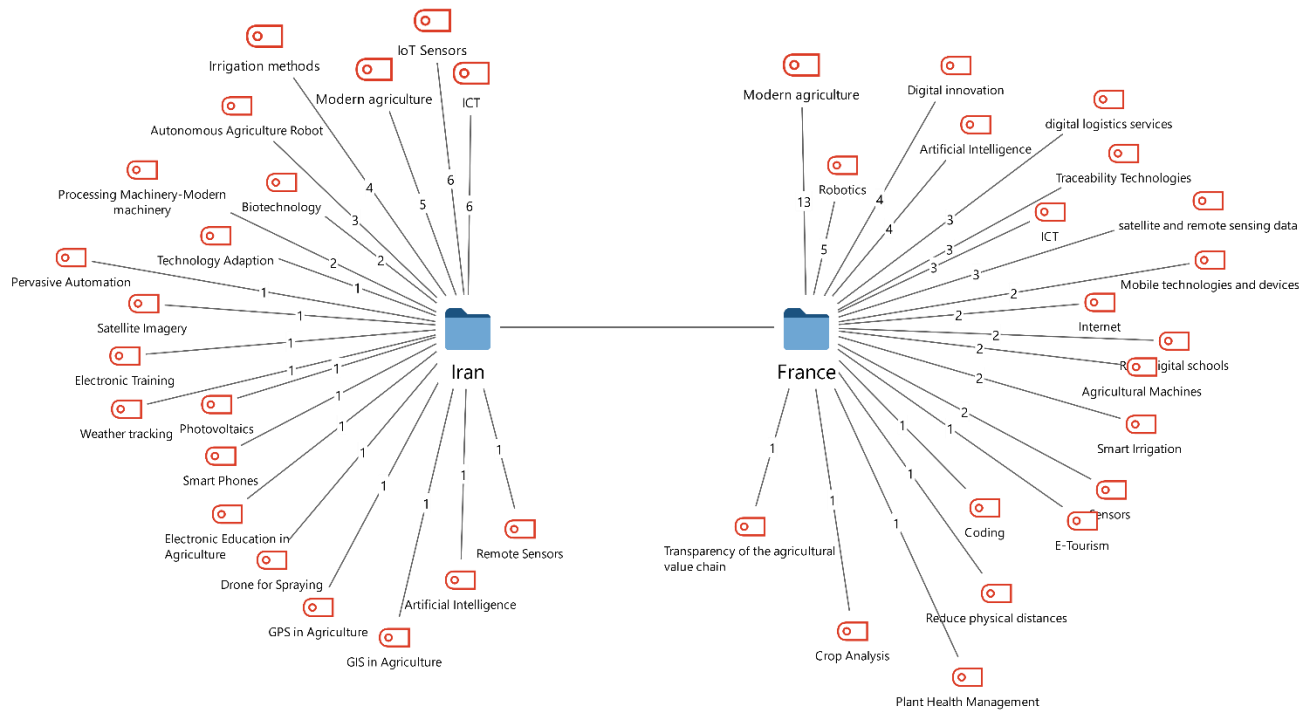 IoT Sensors
Irrigation methods
Modern agriculture
ICT
Autonomous Agriculture Robot
Processing Machinery-Modern
machinery
Biotechnology
Technology Adaption
Pervasive Automation
Satellite Imagery
Electronic Training
Weather tracking
Photovoltaics
Smart Phones
Electronic Education in
Agriculture
Drone for Spraying
GPS in Agriculture
GIS in Agriculture
Artificial Intelligence
Remote Sensors
4
5
6
6
3
2
2
1
1
1
1
1
1
1
1
1
1
1
1
1
Iran
Modern agriculture
Digital innovation
digital logistics services
Artificial Intelligence
Traceability Technologies
Robotics
ICT
satellite and remote sensing data
Mobile technologies and devices
Internet
igital schools
Agricultural Machines
Smart Irrigation
ensors
E-Tourism
Coding
Reduce physical distances
Transparency of the agricultural
value chain
Crop Analysis
Plant Health Management
13
5
4
4
3
3
3
3
2
2
2
2
2
2
1
1
1
1
1
1
France